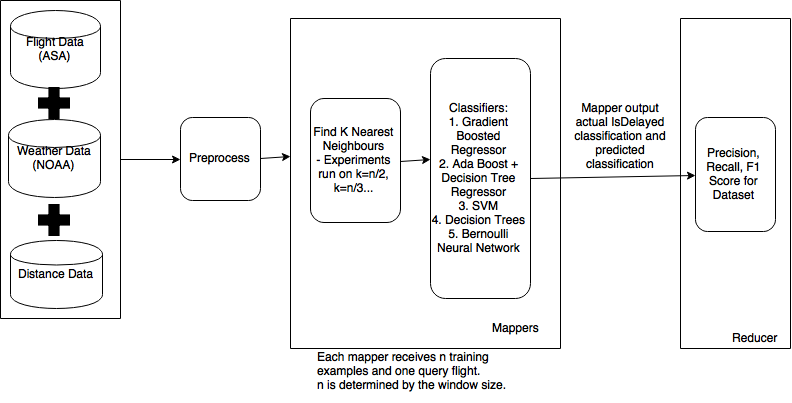 Flight Data
(ASA)
Weather Data
(NOAA)
Distance Data
Preprocess
Find K Nearest
Neighbours
- Experiments
run on k=n/2,
k=n/3...
Classifiers:
1. Gradient
Boosted
Regressor
2. Ada Boost +
Decision Tree
Regressor
3. SVM
4. Decision Trees
5. Bernoulli
Neural Network
Mappers
Each mapper receives n training
examples and one query flight.
n is determined by the window size.
Mapper output
actual IsDelayed
classification and
predicted
classification
Precision,
Recall, F1
Score for
Dataset
Reducer